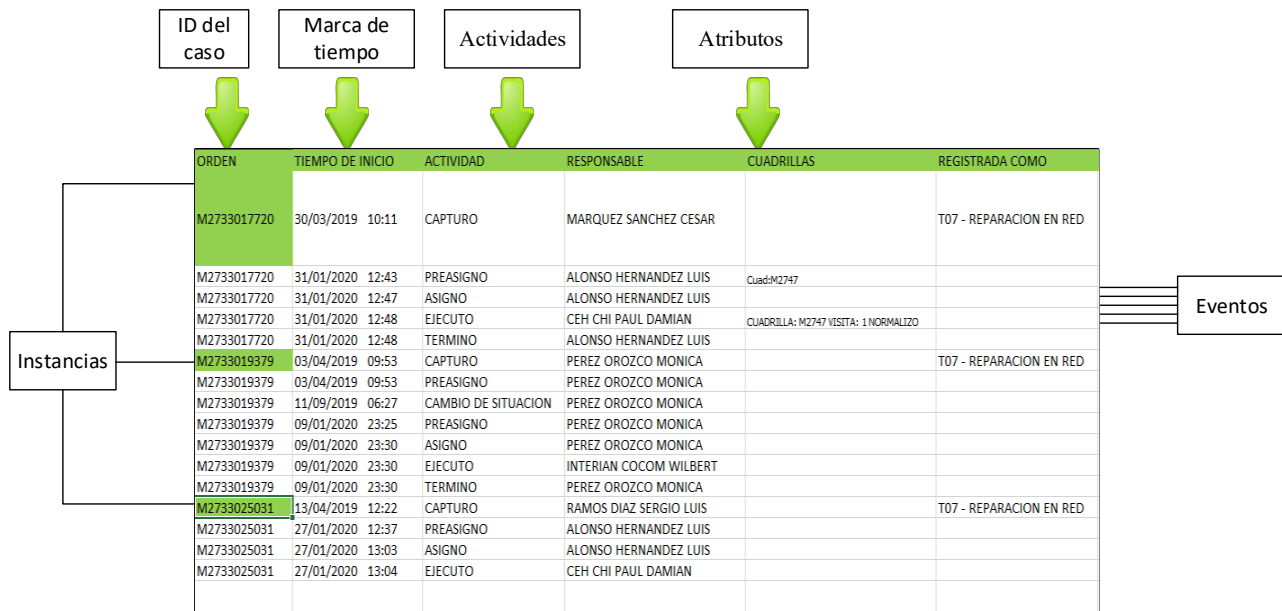 ID del
caso
Marca de
tiempo
Actividades
Atributos
ORDEN TIEMPO DE INICIO ACTIVIDAD RESPONSABLE CUADRILLAS REGISTRADA COMO
M2733017720 30/03/2019 10:11 CAPTURO MARQUEZ SANCHEZ CESAR T07 - REPARACION EN RED
M2733017720 31/01/2020 12:43 PREASIGNO ALONSO HERNANDEZ LUIS Cuad:M2747
M2733017720 31/01/2020 12:47 ASIGNO ALONSO HERNANDEZ LUIS
M2733017720 31/01/2020 12:48 EJECUTO CEH CHI PAUL DAMIAN CUADRILLA: M2747 VISITA: 1 NORMALIZO
M2733017720 31/01/2020 12:48 TERMINO ALONSO HERNANDEZ LUIS
M2733019379 03/04/2019 09:53 CAPTURO PEREZ OROZCO MONICA T07 - REPARACION EN RED
M2733019379 03/04/2019 09:53 PREASIGNO PEREZ OROZCO MONICA
M2733019379 11/09/2019 06:27 CAMBIO DE SITUACION PEREZ OROZCO MONICA
M2733019379 09/01/2020 23:25 PREASIGNO PEREZ OROZCO MONICA
M2733019379 09/01/2020 23:30 ASIGNO PEREZ OROZCO MONICA
M2733019379 09/01/2020 23:30 EJECUTO INTERIAN COCOM WILBERT
M2733019379 09/01/2020 23:30 TERMINO PEREZ OROZCO MONICA
M2733025031 13/04/2019 12:22 CAPTURO RAMOS DIAZ SERGIO LUIS T07 - REPARACION EN RED
M2733025031 27/01/2020 12:37 PREASIGNO ALONSO HERNANDEZ LUIS
M2733025031 27/01/2020 13:03 ASIGNO ALONSO HERNANDEZ LUIS
M2733025031 27/01/2020 13:04 EJECUTO CEH CHI PAUL DAMIAN
Instancias
Eventos